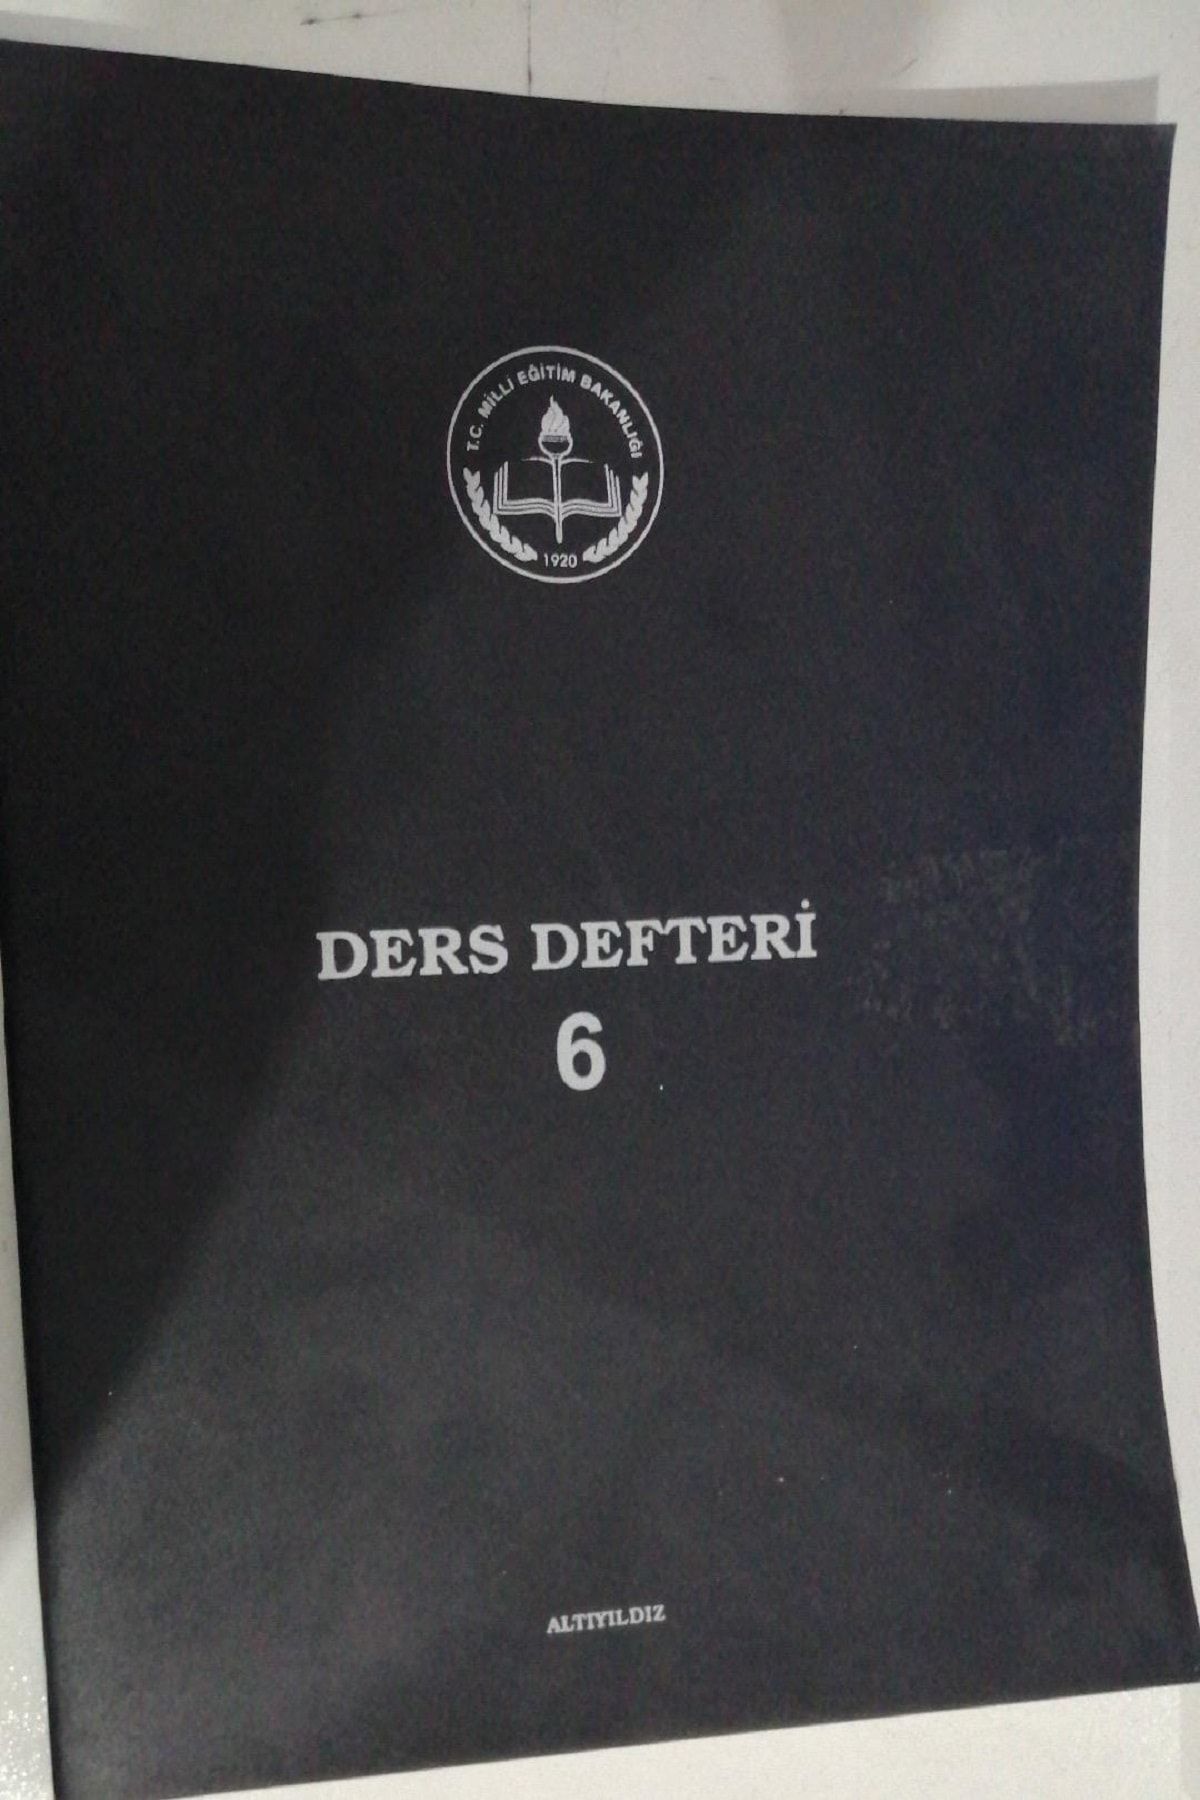 T.C. MİLLİ EĞİTİM BAKANLIĞI
1920
DERS DEFTERİ
6
ALTIYILDIZ